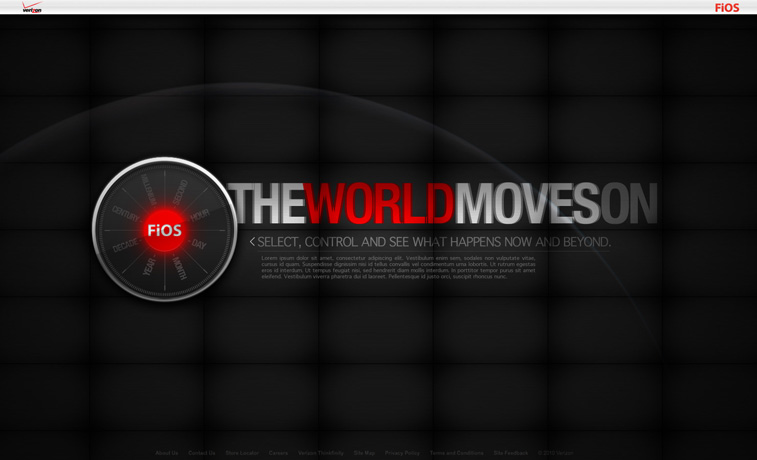 verizon
FiOS
THEWORLDMOVESON
SELECT, CONTROL AND SEE WHAT HAPPENS NOW AND BEYOND.
Lorem ipsum dolor sit amet, consectetur adipiscing elit. Vestibulum enim sem, sodales non vulputate vitae,
cursus id quam. Suspendisse dignissim nisi id tellus convallis vel condimentum urna lobortis. Ut rutrum egestas
eros id interdum. Ut tempus feugiat nisi, sed hendrerit diam mollis interdum. In porttitor tempor purus sit amet
eleifend. Vestibulum viverra pharetra dui id laoreet. Pellentesque id justo orci, suscipit rhoncus nunc.
MILLENNIUM
SECOND
CENTURY
HOUR
FiOS
DECADE
DAY
YEAR
MONTH
About Us Contact Us Store Locator Careers Verizon Thinkfinity Site Map Privacy Policy Terms and Conditions Site Feedback © 2010 Verizon